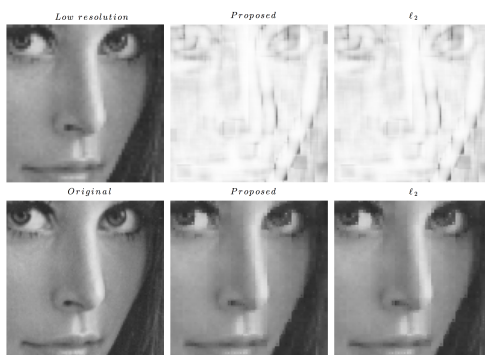 Low resolution
Proposed
ℓ₂
Original
Proposed
ℓ₂